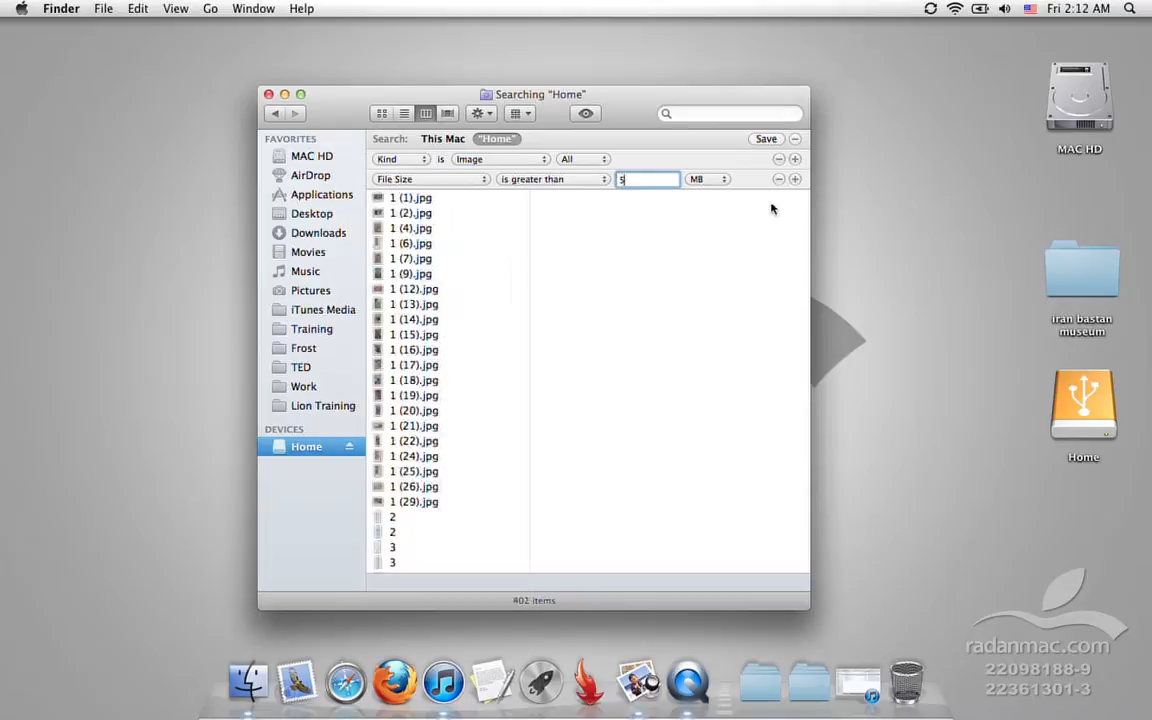 Finder File Edit View Go Window Help Fri 2:12 AM
Searching "Home"
Search: This Mac "Home" Save
Kind is Image All
File Size is greater than 5 MB
FAVORITES
MAC HD
AirDrop
Applications
Desktop
Downloads
Movies
Music
Pictures
iTunes Media
Training
Frost
TED
Work
Lion Training
DEVICES
Home
1 (1).jpg
1 (2).jpg
1 (4).jpg
1 (6).jpg
1 (7).jpg
1 (9).jpg
1 (12).jpg
1 (13).jpg
1 (14).jpg
1 (15).jpg
1 (16).jpg
1 (17).jpg
1 (18).jpg
1 (19).jpg
1 (20).jpg
1 (21).jpg
1 (22).jpg
1 (24).jpg
1 (25).jpg
1 (26).jpg
1 (29).jpg
2
2
3
3
402 items
MAC HD
iran bastan
museum
Home
radanmac.com
22098188-9
22361301-3